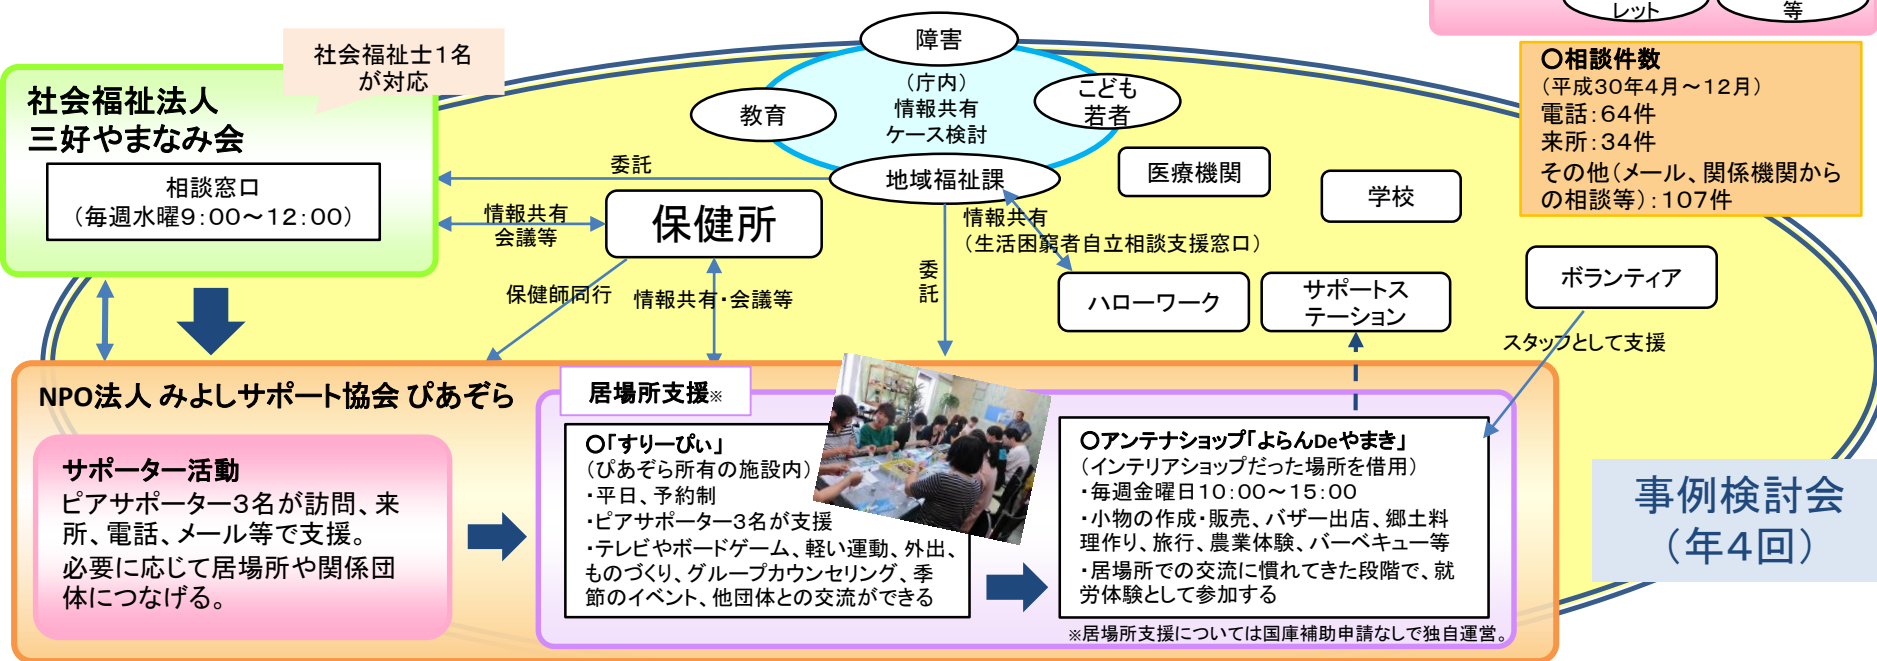 レット
等
〇相談件数
（平成30年4月～12月）
電話：64件
来所：34件
その他（メール、関係機関から
の相談等）：107件
社会福祉士１名
が対応
社会福祉法人
三好やまなみ会
相談窓口
（毎週水曜9：00～12：00）
障害
（庁内）
情報共有
ケース検討
教育
こども
若者
地域福祉課
委託
情報共有
会議等
保健所
医療機関
学校
情報共有
（生活困窮者自立相談支援窓口）
委託
保健師同行
情報共有・会議等
ハローワーク
サポートス
テーション
ボランティア
スタッフとして支援
NPO法人 みよしサポート協会 ぴあぞら
サポーター活動
ピアサポーター３名が訪問、来
所、電話、メール等で支援。
必要に応じて居場所や関係団
体につなげる。
居場所支援※
〇「すりーぴぃ」
（ぴあぞら所有の施設内）
・平日、予約制
・ピアサポーター３名が支援
・テレビやボードゲーム、軽い運動、外出、
ものづくり、グループカウンセリング、季
節のイベント、他団体との交流ができる
〇アンテナショップ「よらんDeやまき」
（インテリアショップだった場所を借用）
・毎週金曜日10：00～15：00
・小物の作成・販売、バザー出店、郷土料
理作り、旅行、農業体験、バーベキュー等
・居場所での交流に慣れてきた段階で、就
労体験として参加する
※居場所支援については国庫補助申請なしで独自運営。
事例検討会
（年４回）